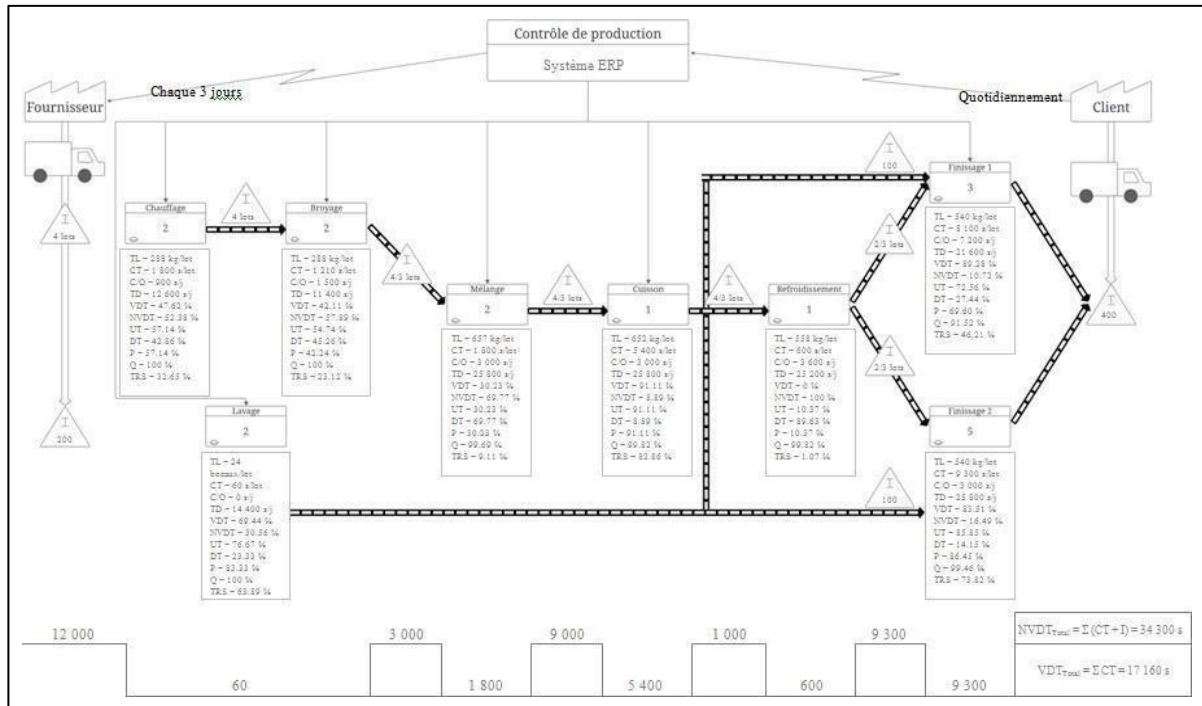 Contrôle de production
Système ERP
Chaque 3 jours
Quotidiennement
Fournisseur
Client
I
4 lots
I
200
Chauffage
2
TL – 288 kg/lot
CT – 1 800 s/lot
C/O – 900 s/j
TD – 12 600 s/j
VDT – 47.62 %
NVDT – 52.38 %
UT – 57.14 %
DT – 42.86 %
P – 57.14 %
Q – 100 %
TRS – 32.65 %
I
4 lots
Broyage
2
TL – 288 kg/lot
CT – 1 210 s/lot
C/O – 1 500 s/j
TD – 11 400 s/j
VDT – 42.11 %
NVDT – 57.89 %
UT – 54.74 %
DT – 45.26 %
P – 42.24 %
Q – 100 %
TRS – 23.12 %
I
4/3 lots
Mélange
2
TL – 657 kg/lot
CT – 1 800 s/lot
C/O – 3 000 s/j
TD – 25 800 s/j
VDT – 30.23 %
NVDT – 69.77 %
UT – 30.23 %
DT – 69.77 %
P – 30.23 %
Q – 99.69 %
TRS – 9.11 %
I
4/3 lots
Cuisson
1
TL – 652 kg/lot
CT – 5 400 s/lot
C/O – 3 000 s/j
TD – 25 800 s/j
VDT – 91.11 %
NVDT – 8.89 %
UT – 91.11 %
DT – 8.89 %
P – 91.11 %
Q – 99.82 %
TRS – 82.86 %
I
4/3 lots
Refroidissement
1
TL – 558 kg/lot
CT – 600 s/lot
C/O – 3 600 s/j
TD – 25 200 s/j
VDT – 0 %
NVDT – 100 %
UT – 10.37 %
DT – 89.63 %
P – 10.37 %
Q – 99.82 %
TRS – 1.07 %
I
100
I
2/3 lots
I
2/3 lots
I
100
Finissage 1
3
TL – 540 kg/lot
CT – 8 100 s/lot
C/O – 7 200 s/j
TD – 21 600 s/j
VDT – 89.28 %
NVDT – 10.72 %
UT – 72.56 %
DT – 27.44 %
P – 69.60 %
Q – 91.52 %
TRS – 46,21 %
Finissage 2
5
TL – 540 kg/lot
CT – 9 300 s/lot
C/O – 3 000 s/j
TD – 25 800 s/j
VDT – 83.51 %
NVDT – 16.49 %
UT – 85.85 %
DT – 14.15 %
P – 86.45 %
Q – 99.46 %
TRS – 73.82 %
I
400
Lavage
2
TL – 24
CT – 60 s/lot
C/O – 0 s/j
TD – 14 400 s/j
VDT – 69.44 %
NVDT – 30.56 %
UT – 76.67 %
DT – 23.33 %
P – 83.33 %
Q – 100 %
TRS – 63.89 %
12 000
3 000
9 000
1 000
9 300
60
1 800
5 400
600
9 300
NVDT Total = Σ(CT+I) = 34 300 s
VDT Total = ΣCT = 17 160 s